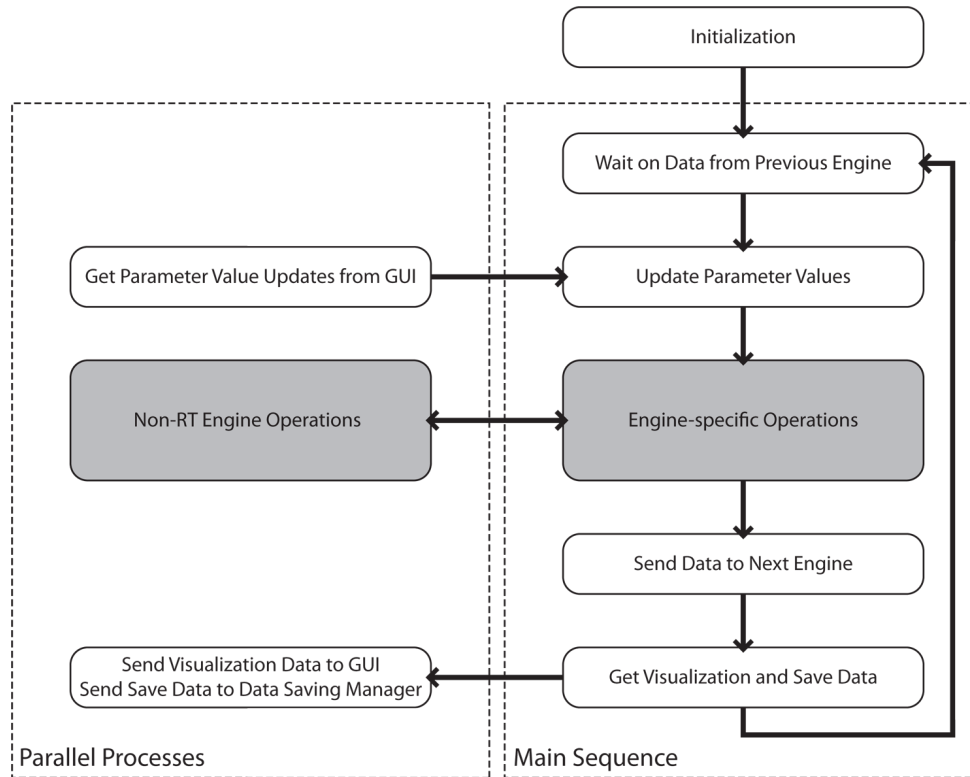 Initialization
Wait on Data from Previous Engine
Get Parameter Value Updates from GUI
Update Parameter Values
Non-RT Engine Operations
Engine-specific Operations
Send Data to Next Engine
Send Visualization Data to GUI
Send Save Data to Data Saving Manager
Get Visualization and Save Data
Parallel Processes
Main Sequence